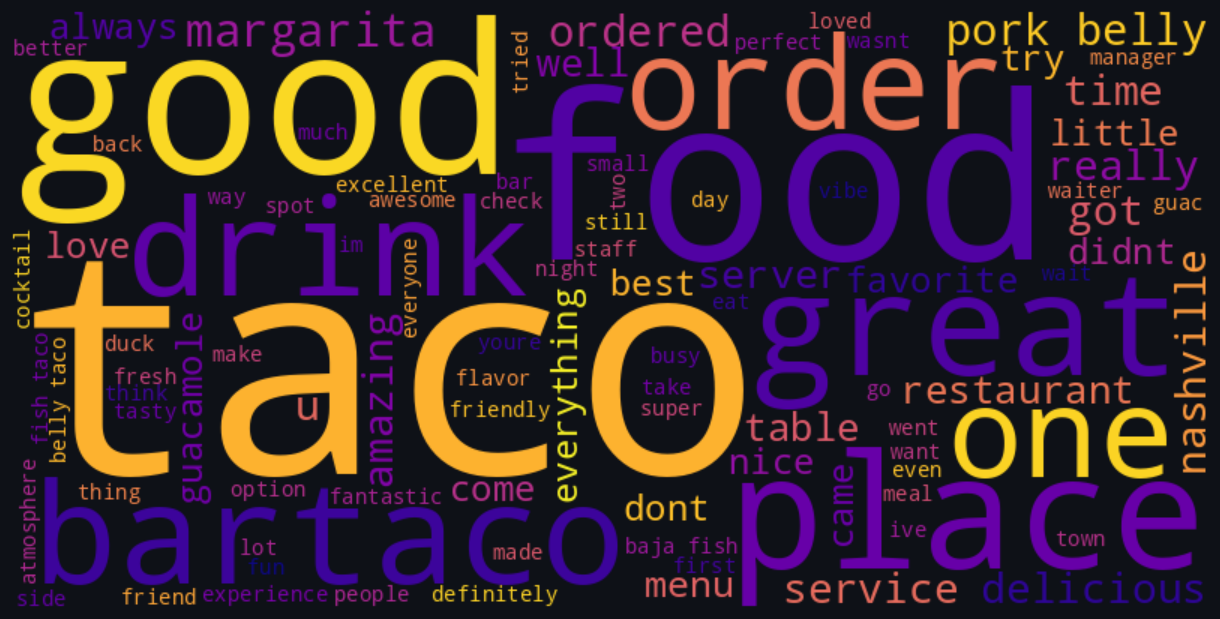 always
margarita
better
good
tried
ordered
well
loved
perfect
wasnt
order
pork belly
try
manager
time
little
really
waiter
guac
got
didnt
back
much
food
small
two
day
vibe
still
staff
excellent
awesome
bar
check
way
spot
im
drink
love
cocktail
everyone
night
best
server
favorite
wait
eat
great
nashville
taco
everything
duck
fresh
think
tasty
fish taco
belly taco
guacamole
make
u
amazing
youre
flavor
friendly
busy
take
super
go
restaurant
one
table
nice
went
want
even
meal
came
place
ive
town
atmosphere
thing
option
fantastic
come
bartaco
lot
fun
made
dont
baja fish
first
menu
service
delicious
side
friend
experience
people
definitely